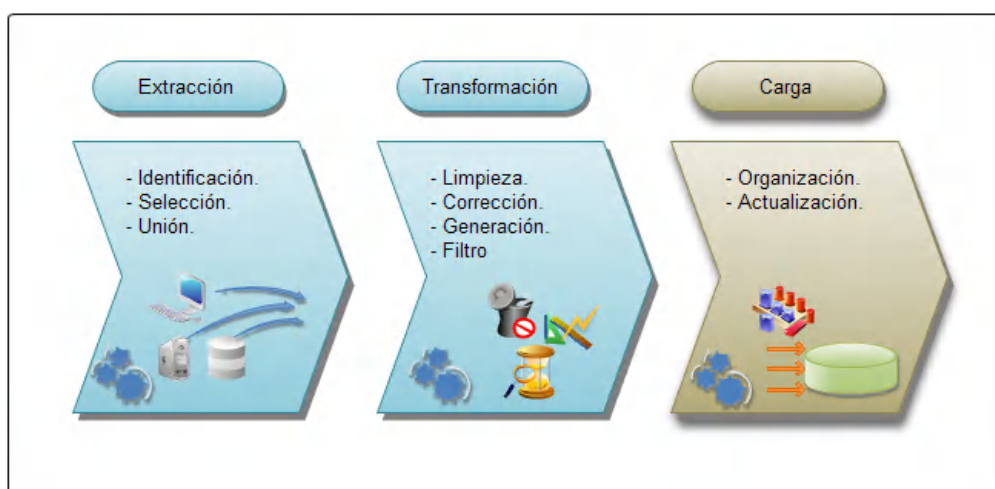 Extracción
- Identificación.
- Selección.
- Unión.
Transformación
- Limpieza.
- Corrección.
- Generación.
- Filtro
Carga
- Organización.
- Actualización.